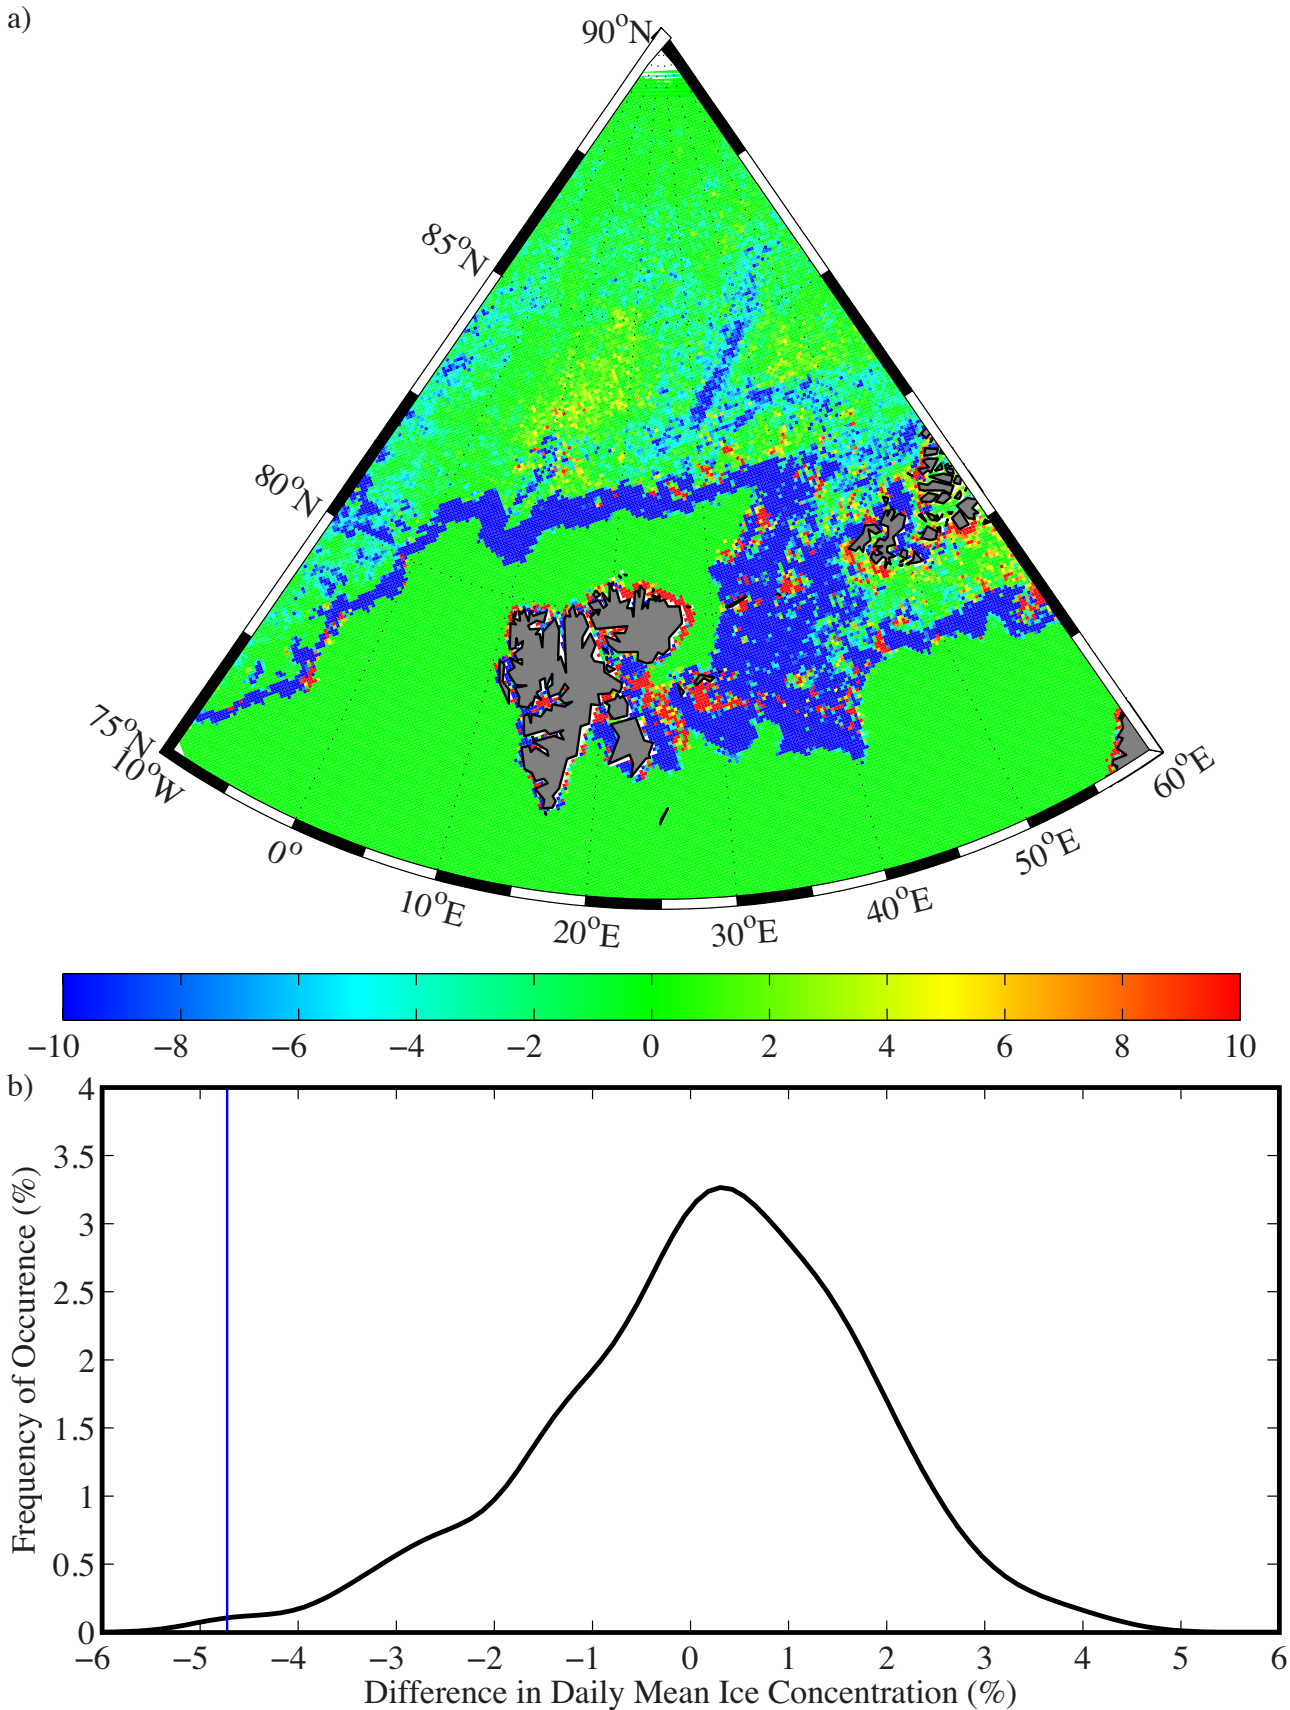 a)
90°N
85°N
80°N
75°N
10°W
0°
10°E
20°E
30°E
40°E
50°E
60°E
−10 −8 −6 −4 −2 0 2 4 6 8 10
b)
4
3.5
3
2.5
2
1.5
1
0.5
0
Frequency of Occurence (%)
−6 −5 −4 −3 −2 −1 0 1 2 3 4 5 6
Difference in Daily Mean Ice Concentration (%)